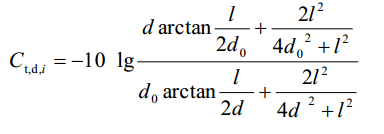 C_{t,d,i} = -10 lg \frac{d \arctan \frac{l}{2d_0} + \frac{2l^2}{4d_0^2 + l^2}}{d_0 \arctan \frac{l}{2d} + \frac{2l^2}{4d^2 + l^2}}